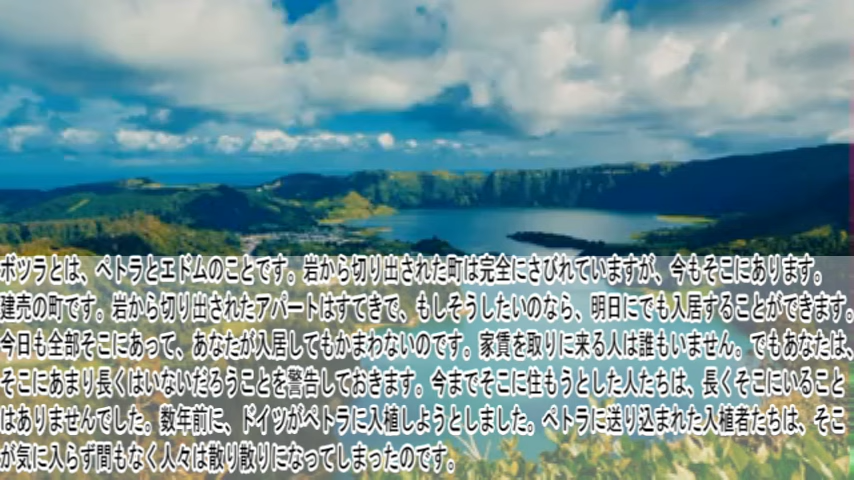 ボツラとは、ペトラとエドムのことです。岩から切り出された町は完全にさびれていますが、今もそこにあります。
建売の町です。岩から切り出されたアパートはすてきで、もしそうしたいのなら、明日にでも入居することができます。
今日も全部そこにあって、あなたが入居してもかまわないのです。家賃を取りに来る人は誰もいません。でもあなたは、
そこにあまり長くはいないだろうことを警告しておきます。今までそこに住もうとした人たちは、長くそこにいること
はありませんでした。数年前に、ドイツがペトラに入植しようとしました。ペトラに送り込まれた入植者たちは、そこ
が気に入らず間もなく人々は散り散りになってしまったのです。